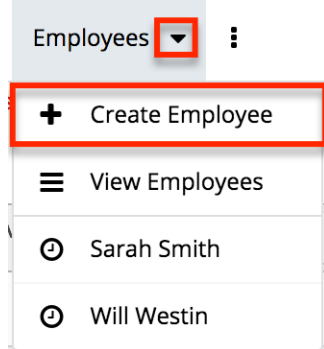 Employees
Create Employee
View Employees
Sarah Smith
Will Westin